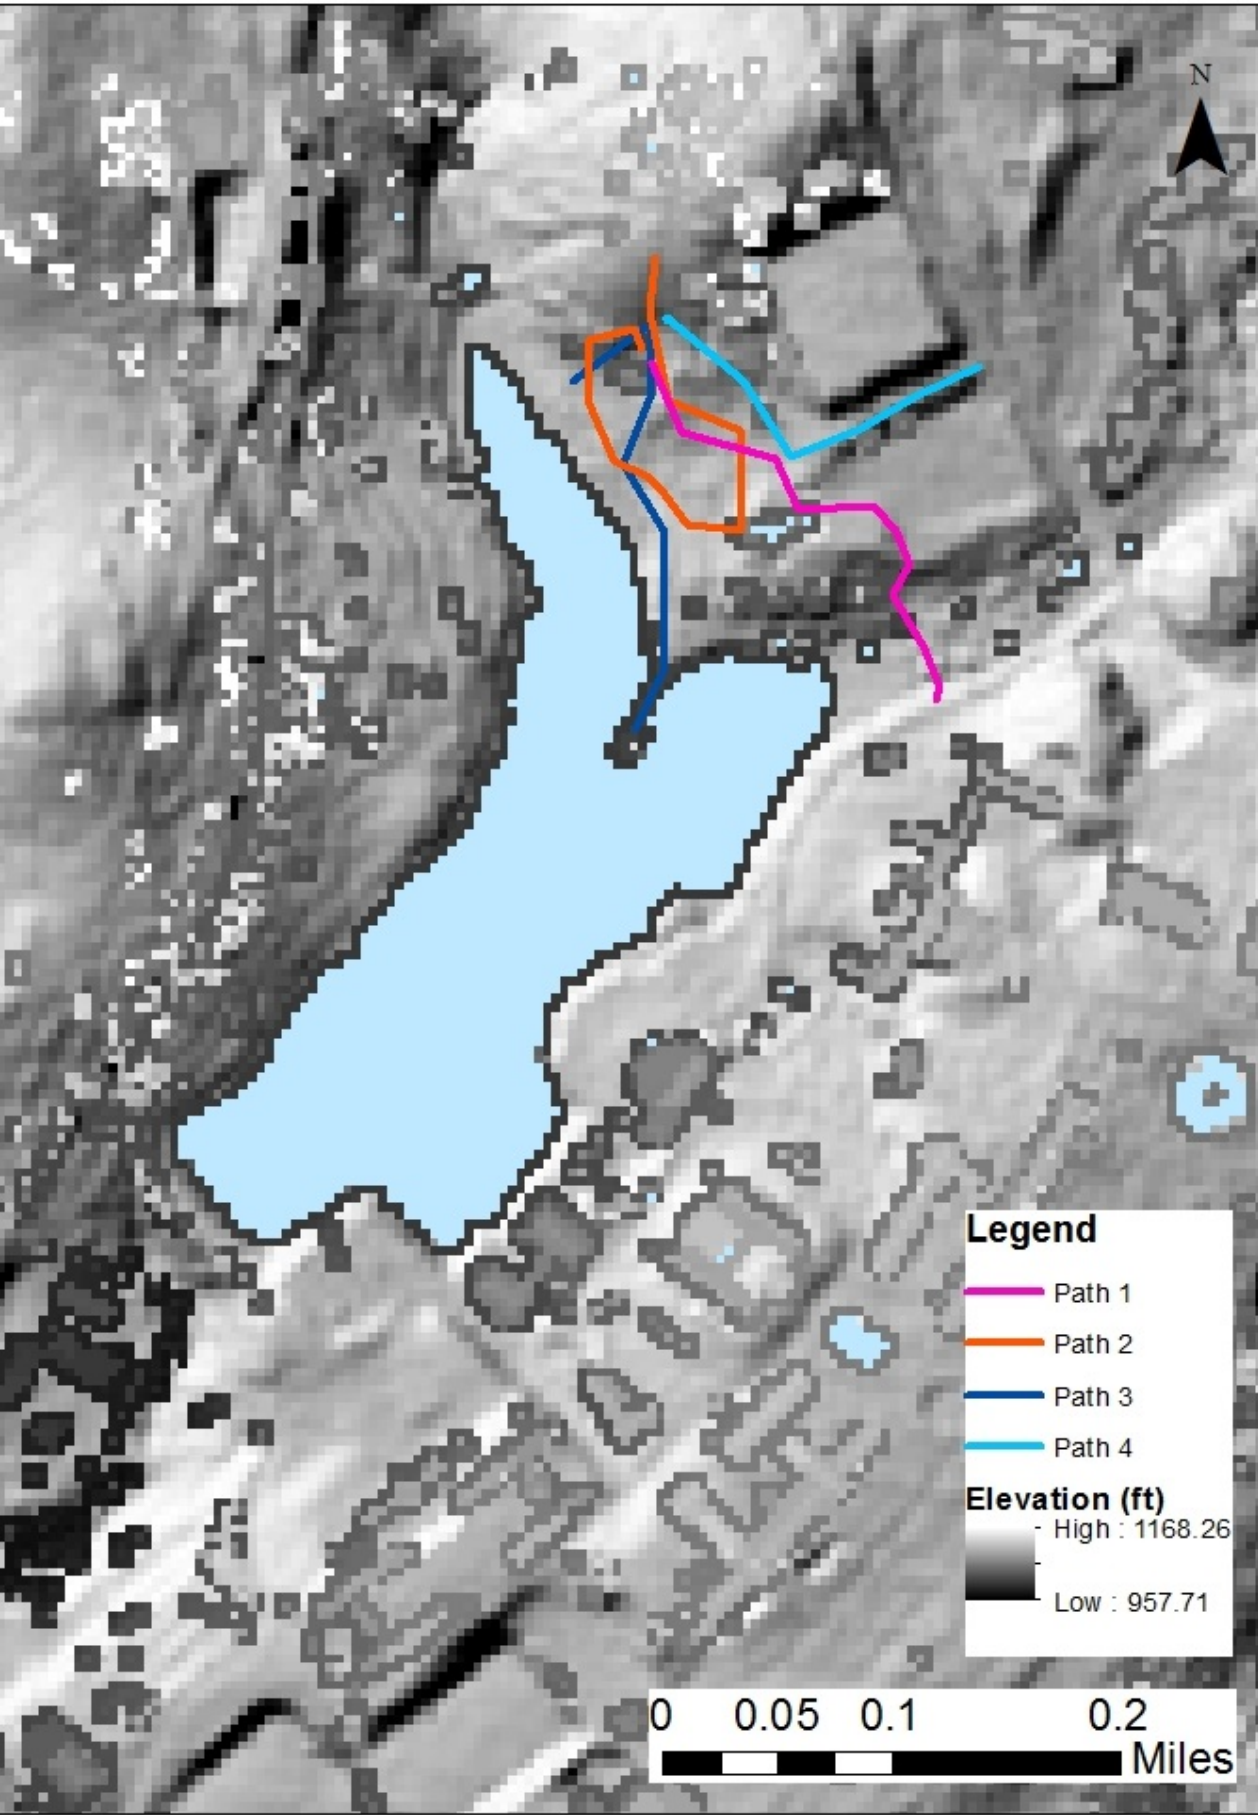 N
Legend
Path 1
Path 2
Path 3
Path 4
Elevation (ft)
High : 1168.26
Low : 957.71
0 0.05 0.1 0.2
Miles